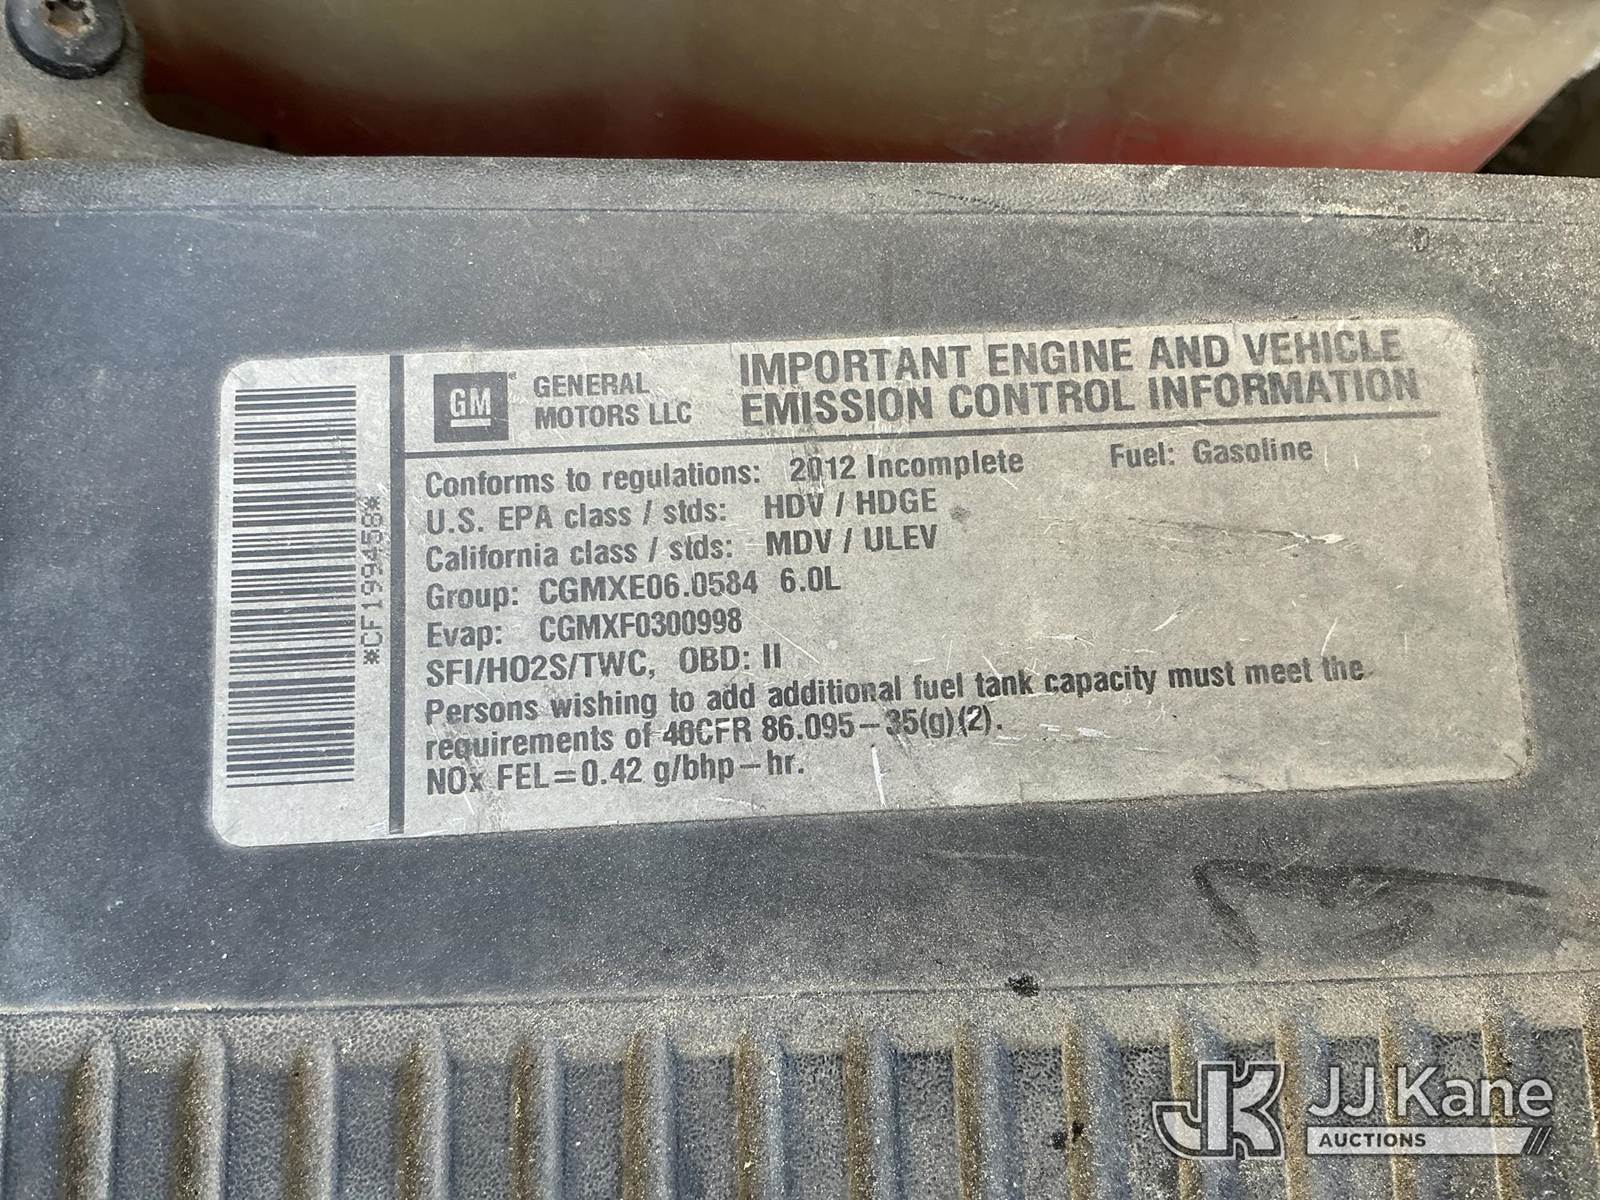 *CF199458*
GM
GENERAL
MOTORS LLC
IMPORTANT ENGINE AND VEHICLE
EMISSION CONTROL INFORMATION
Conforms to regulations: 2012 Incomplete Fuel: Gasoline
U.S. EPA class / stds: HDV / HDGE
California class / stds: MDV / ULEV
Group: CGMXE06.0584 6.0L
Evap: CGMXF0300998
SFI/HO2S/TWC, OBD: II
Persons wishing to add additional fuel tank capacity must meet the
requirements of 40CFR 86.095–35(g)(2).
NOx FEL=0.42 g/bhp–hr.
JK JJ Kane
AUCTIONS